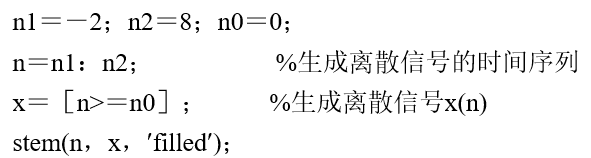 n1＝－2；n2＝8；n0＝0；
n＝n1：n2； %生成离散信号的时间序列
x＝［n>=n0］； %生成离散信号x(n)
stem(n，x，′filled′)；